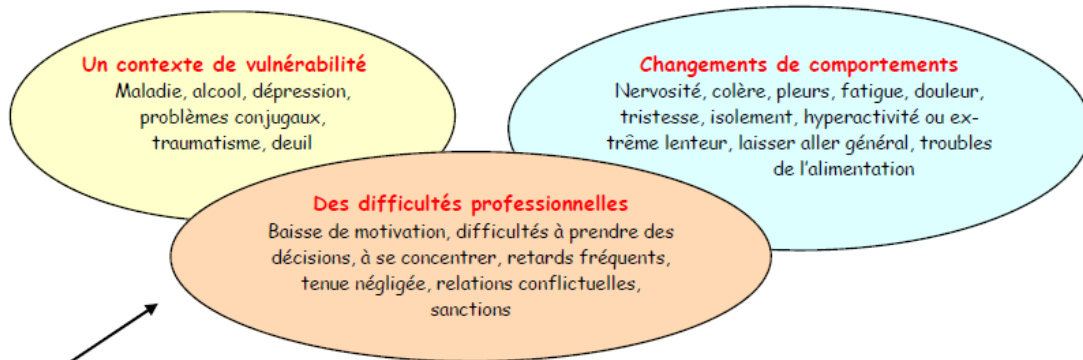 Un contexte de vulnérabilité
Maladie, alcool, dépression,
problèmes conjugaux,
traumatisme, deuil
Changements de comportements
Nervosité, colère, pleurs, fatigue, douleur,
tristesse, isolement, hyperactivité ou ex-
trême lenteur, laisser aller général, troubles
de l'alimentation
Des difficultés professionnelles
Baisse de motivation, difficultés à prendre des
décisions, à se concentrer, retards fréquents,
tenue négligée, relations conflictuelles,
sanctions